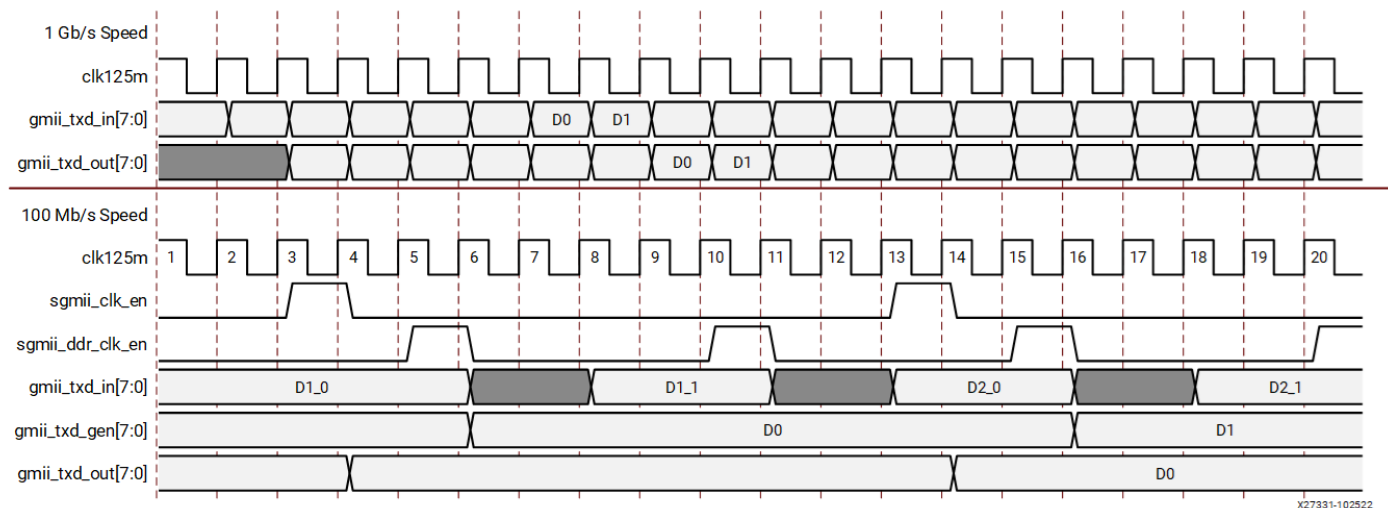 1 Gb/s Speed
clk125m
gmii_txd_in[7:0] D0 D1
gmii_txd_out[7:0] D0 D1
100 Mb/s Speed
clk125m 1 2 3 4 5 6 7 8 9 10 11 12 13 14 15 16 17 18 19 20
sgmii_clk_en
sgmii_ddr_clk_en
gmii_txd_in[7:0] D1_0 D1_1 D2_0 D2_1
gmii_txd_gen[7:0] D0 D1
gmii_txd_out[7:0] D0
X27331-102522